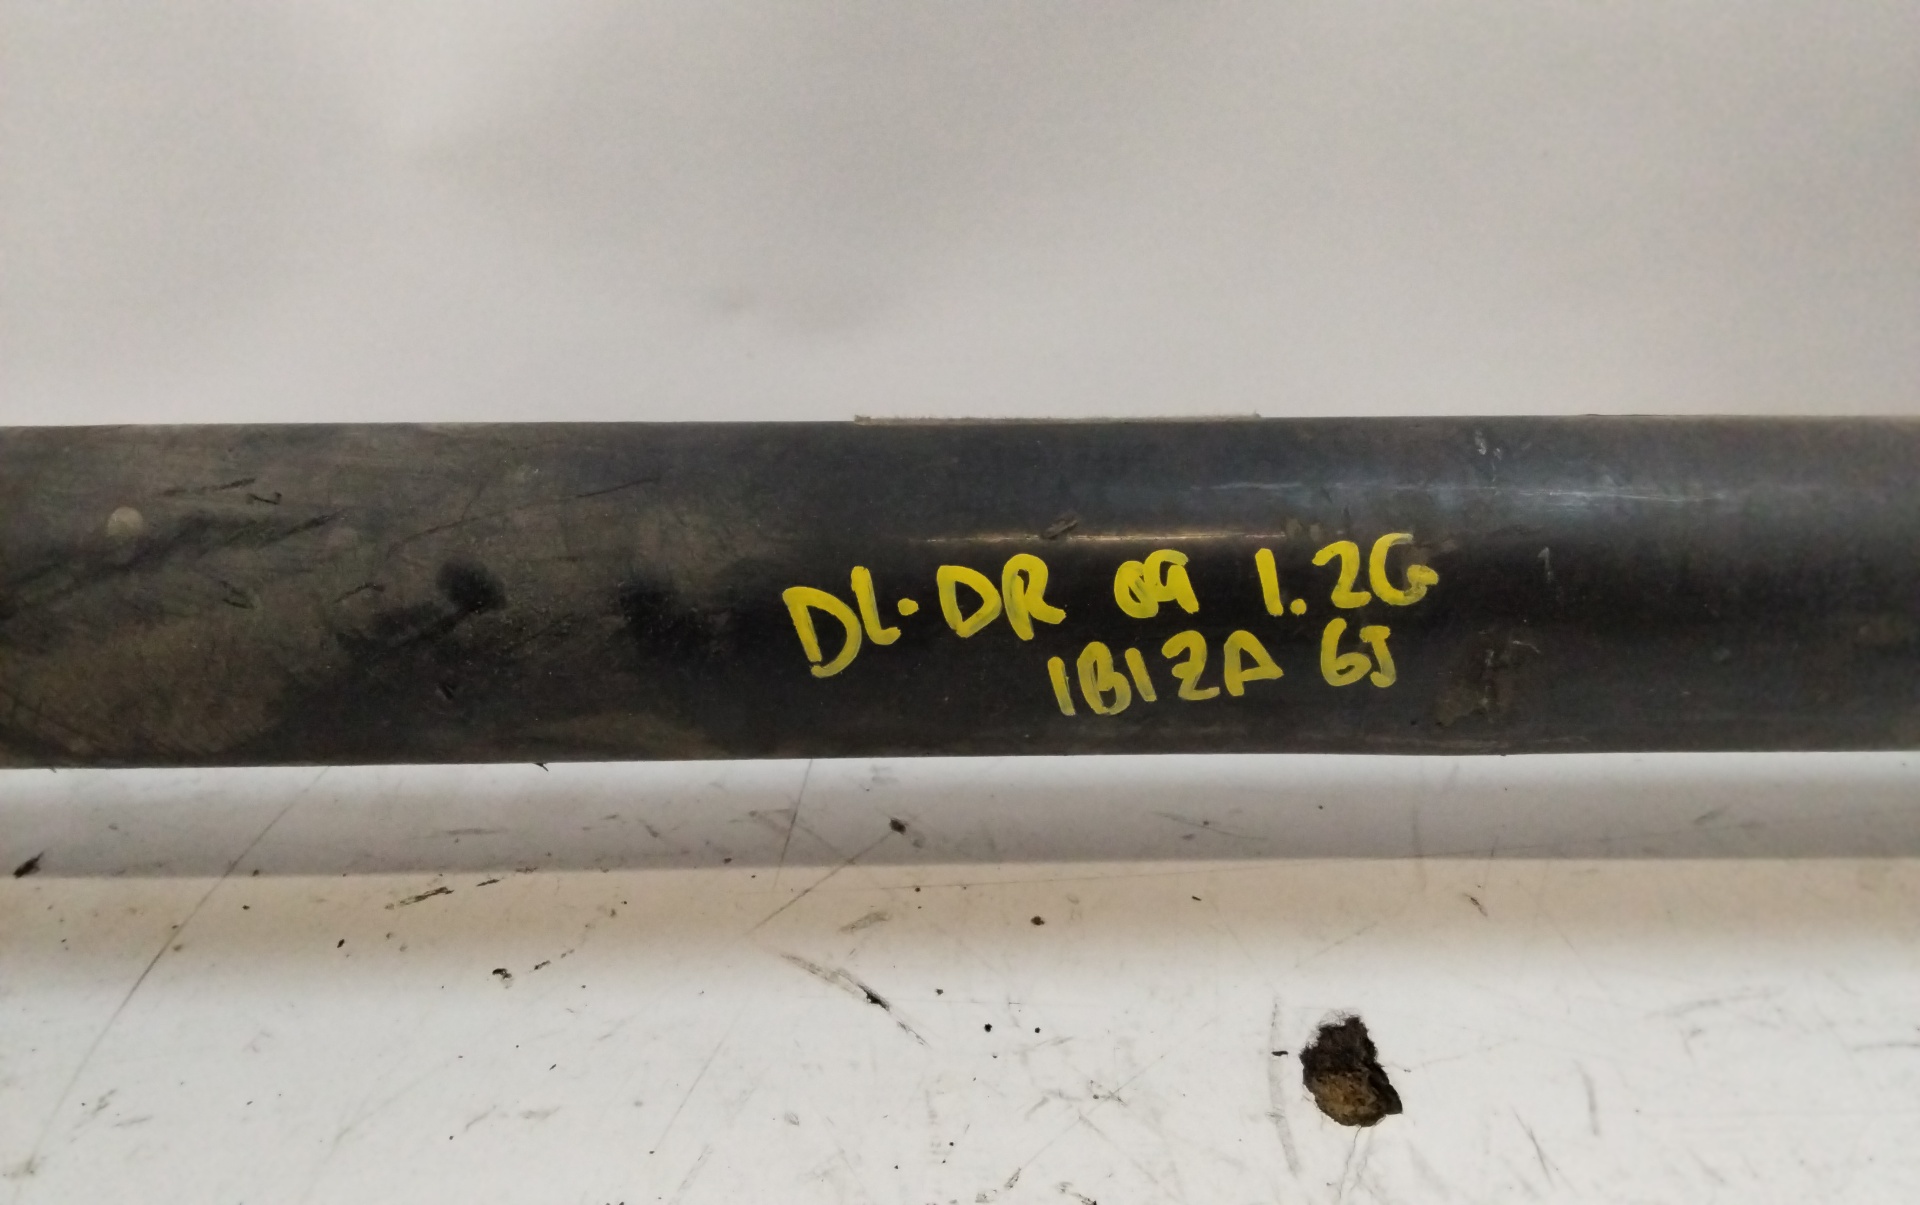 DL-DR 09 1.2G
IBIZA 6J